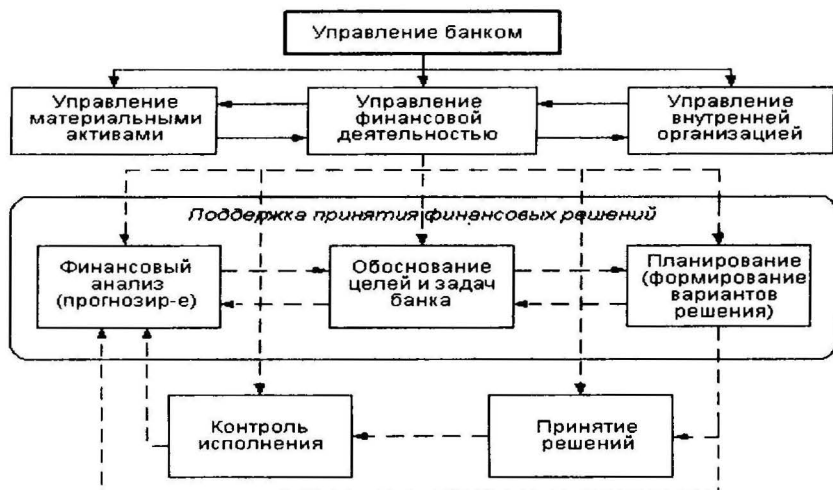 Управление банком
Управление
материальными
активами
Управление
финансовой
деятельностью
Управление
внутренней
организацией
Поддержка принятия финансовых решений
Финансовый
анализ
(прогнозир-е)
Обоснование
целей и задач
банка
Планирование
(формирование
вариантов
решения)
Контроль
исполнения
Принятие
решений